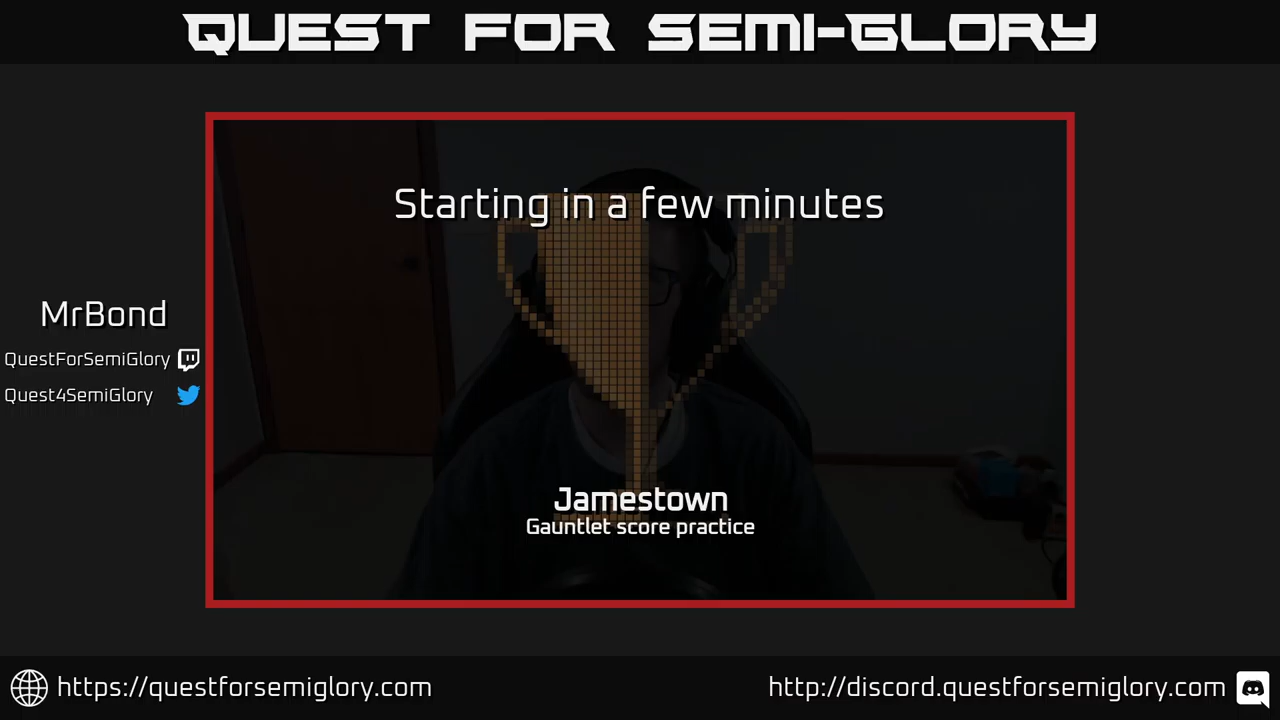 QUEST FOR SEMI-GLORY
Starting in a few minutes
MrBond
QuestForSemiGlory
Quest4SemiGlory
Jamestown
Gauntlet score practice
https://questforsemiglory.com
http://discord.questforsemiglory.com